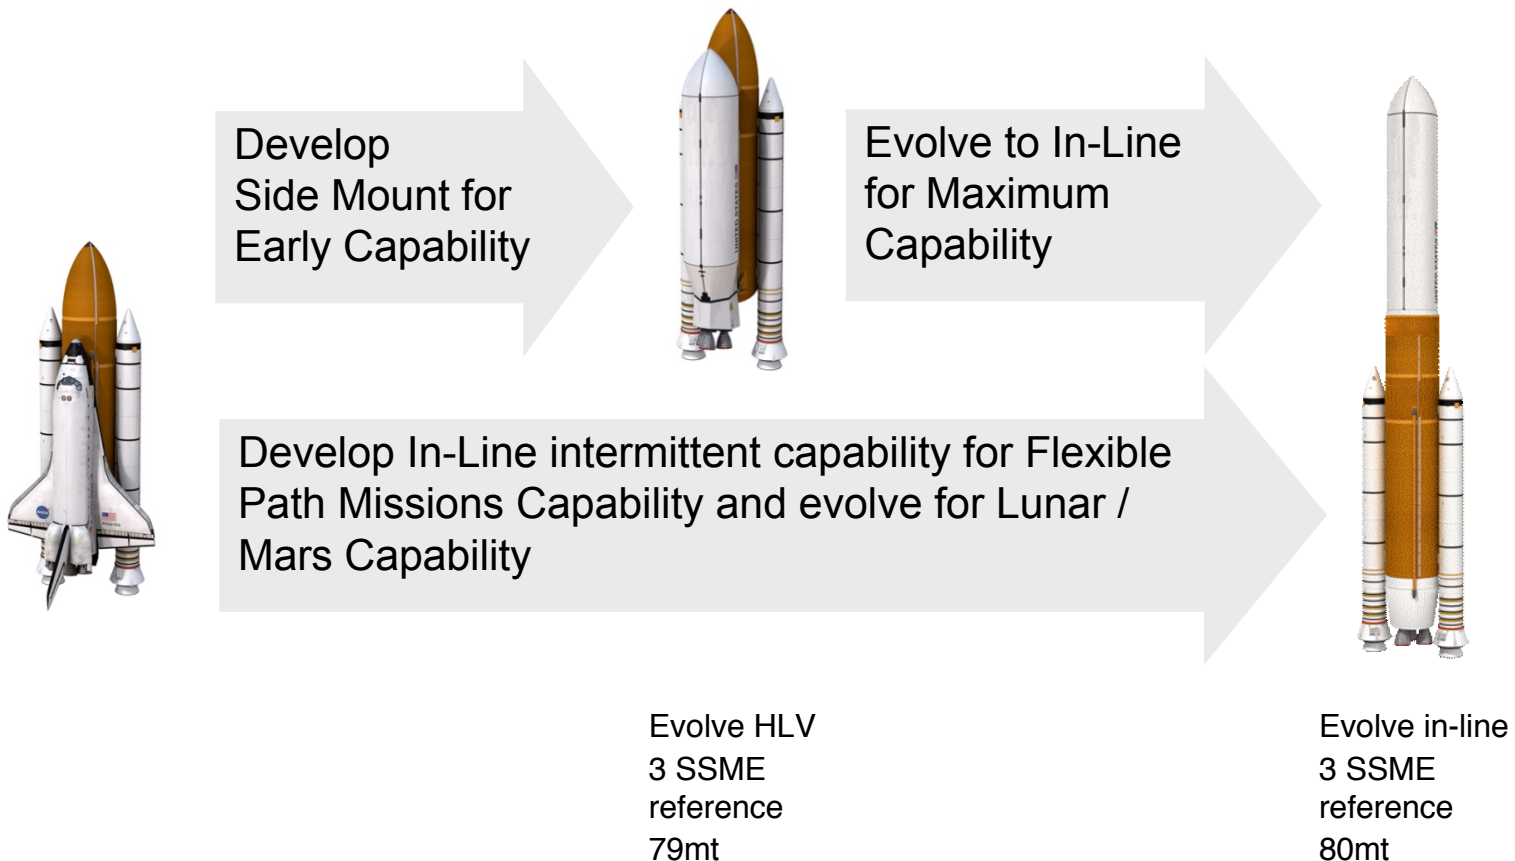 Develop
Side Mount for
Early Capability
Evolve to In-Line
for Maximum
Capability
UNITED STATES
Develop In-Line intermittent capability for Flexible
Path Missions Capability and evolve for Lunar /
Mars Capability
Evolve HLV
3 SSME
reference
79mt
Evolve in-line
3 SSME
reference
80mt